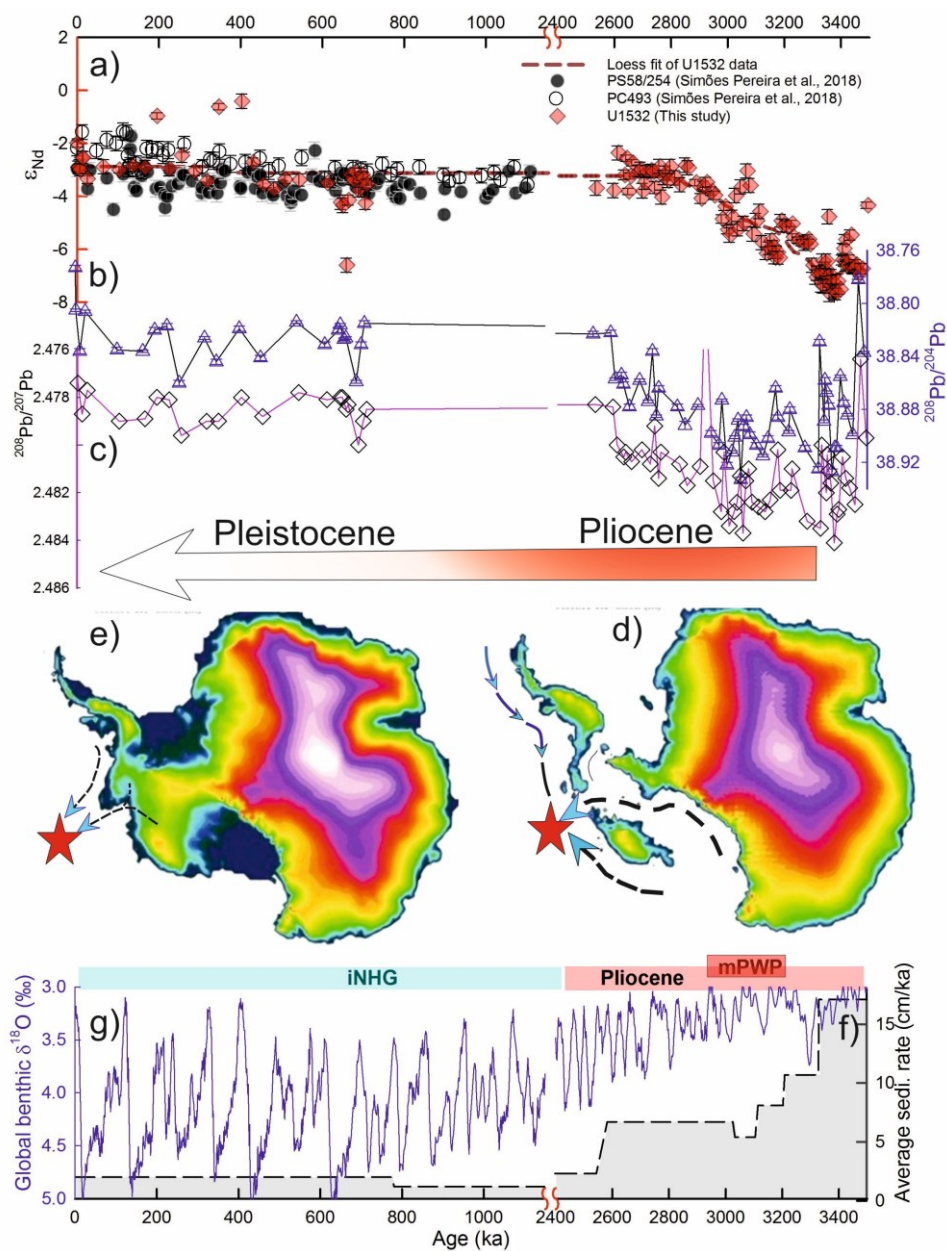 0 200 400 600 800 1000 2400 2400 2600 2800 3000 3200 3400
2
a)
Loess fit of U1532 data
PS58/254 (Simões Pereira et al., 2018)
PC493 (Simões Pereira et al., 2018)
U1532 (This study)
0
-2
εNd
-4
-6
-8
b)
38.76
38.80
38.84
38.88
38.92
208Pb/204Pb
2.476
2.478
2.482
2.484
2.486
208Pb/207Pb
c)
Pleistocene Pliocene
e) d)
iNHG Pliocene mPWP
Global benthic δ18O (‰)
3.0
3.5
4.0
4.5
5.0
g) f)
15
10
5
0
Average sedi. rate (cm/ka)
0 200 400 600 800 1000 2400 2400 2600 2800 3000 3200 3400
Age (ka) Age (ka)